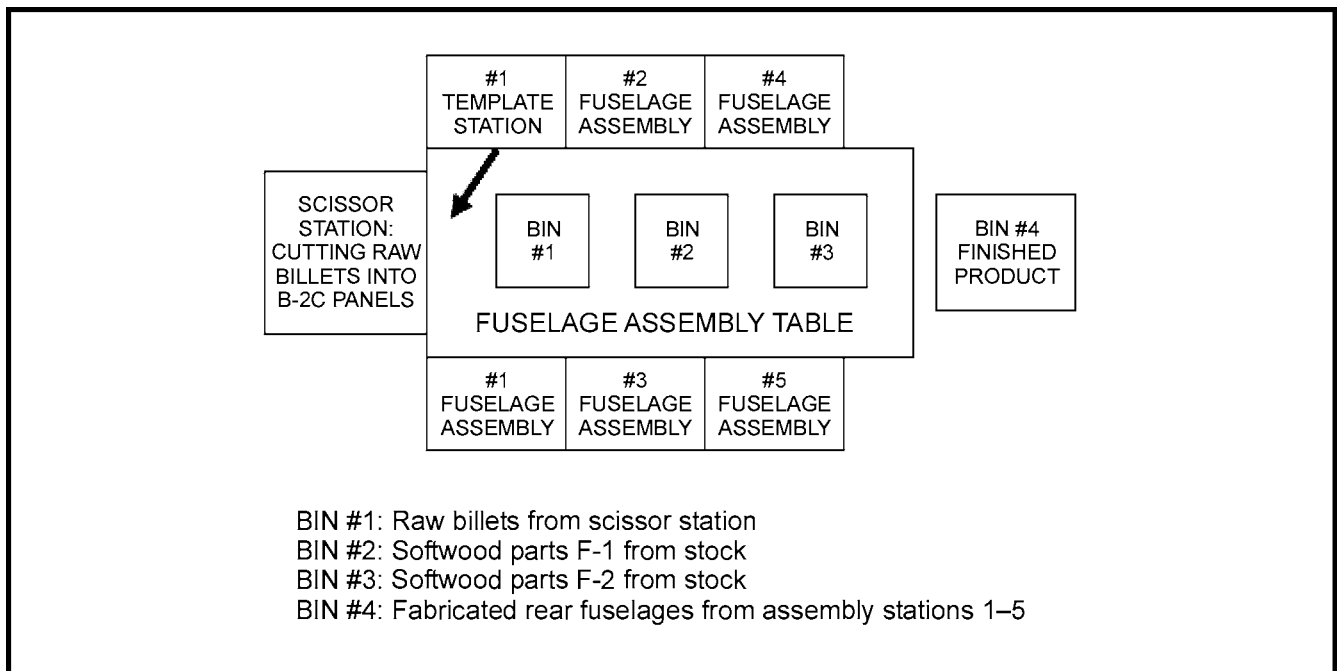 #1
TEMPLATE
STATION
#2
FUSELAGE
ASSEMBLY
#4
FUSELAGE
ASSEMBLY
SCISSOR
STATION:
CUTTING RAW
BILLETS INTO
B-2C PANELS
BIN
#1
BIN
#2
BIN
#3
BIN #4
FINISHED
PRODUCT
FUSELAGE ASSEMBLY TABLE
#1
FUSELAGE
ASSEMBLY
#3
FUSELAGE
ASSEMBLY
#5
FUSELAGE
ASSEMBLY
BIN #1: Raw billets from scissor station
BIN #2: Softwood parts F-1 from stock
BIN #3: Softwood parts F-2 from stock
BIN #4: Fabricated rear fuselages from assembly stations 1–5